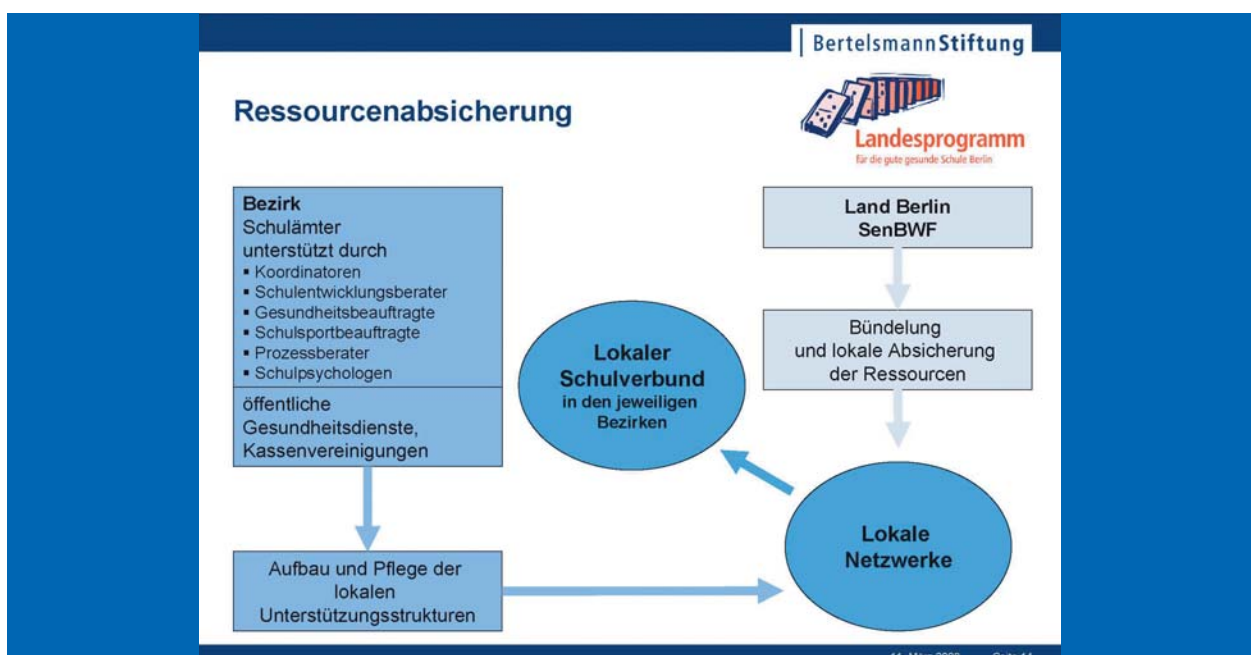 BertelsmannStiftung
Ressourcenabsicherung
Landesprogramm
für die gute gesunde Schule Berlin
Bezirk
Schulämter
unterstützt durch
▪ Koordinatoren
▪ Schulentwicklungsberater
▪ Gesundheitsbeauftragte
▪ Schulsportbeauftragte
▪ Prozessberater
▪ Schulpsychologen
öffentliche
Gesundheitsdienste,
Kassenvereinigungen
Aufbau und Pflege der
lokalen
Unterstützungsstrukturen
Lokaler
Schulverbund
in den jeweiligen
Bezirken
Land Berlin
SenBWF
Bündelung
und lokale Absicherung
der Ressourcen
Lokale
Netzwerke